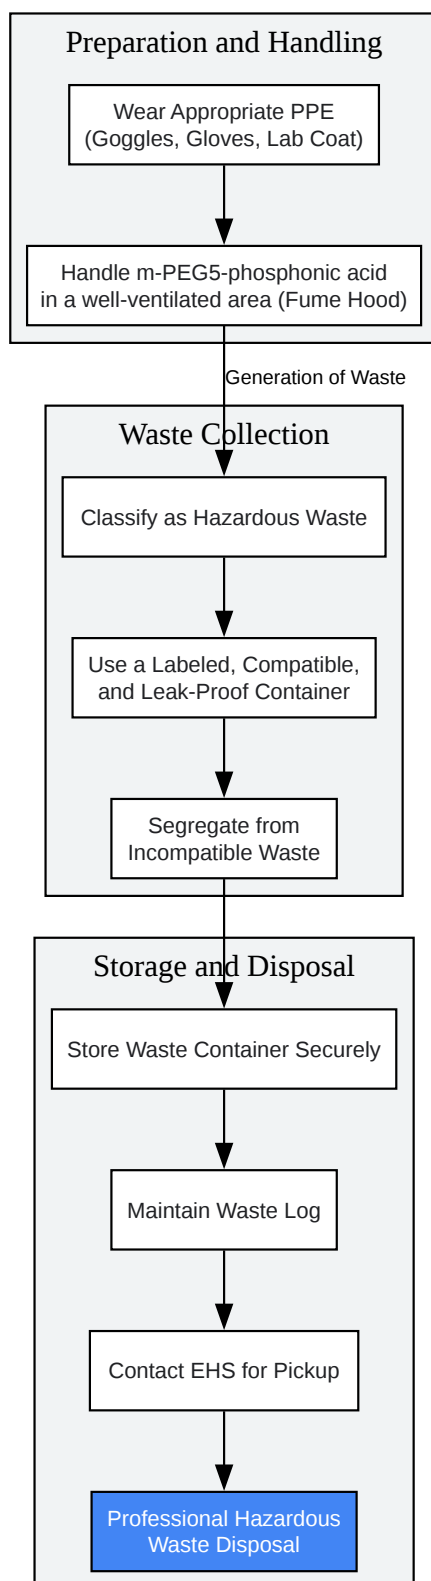 Preparation and Handling
Wear Appropriate PPE
(Goggles, Gloves, Lab Coat)
Handle m-PEG5-phosphonic acid
in a well-ventilated area (Fume Hood)
Generation of Waste
Waste Collection
Classify as Hazardous Waste
Use a Labeled, Compatible,
and Leak-Proof Container
Segregate from
Incompatible Waste
Storage and Disposal
Store Waste Container Securely
Maintain Waste Log
Contact EHS for Pickup
Professional Hazardous
Waste Disposal